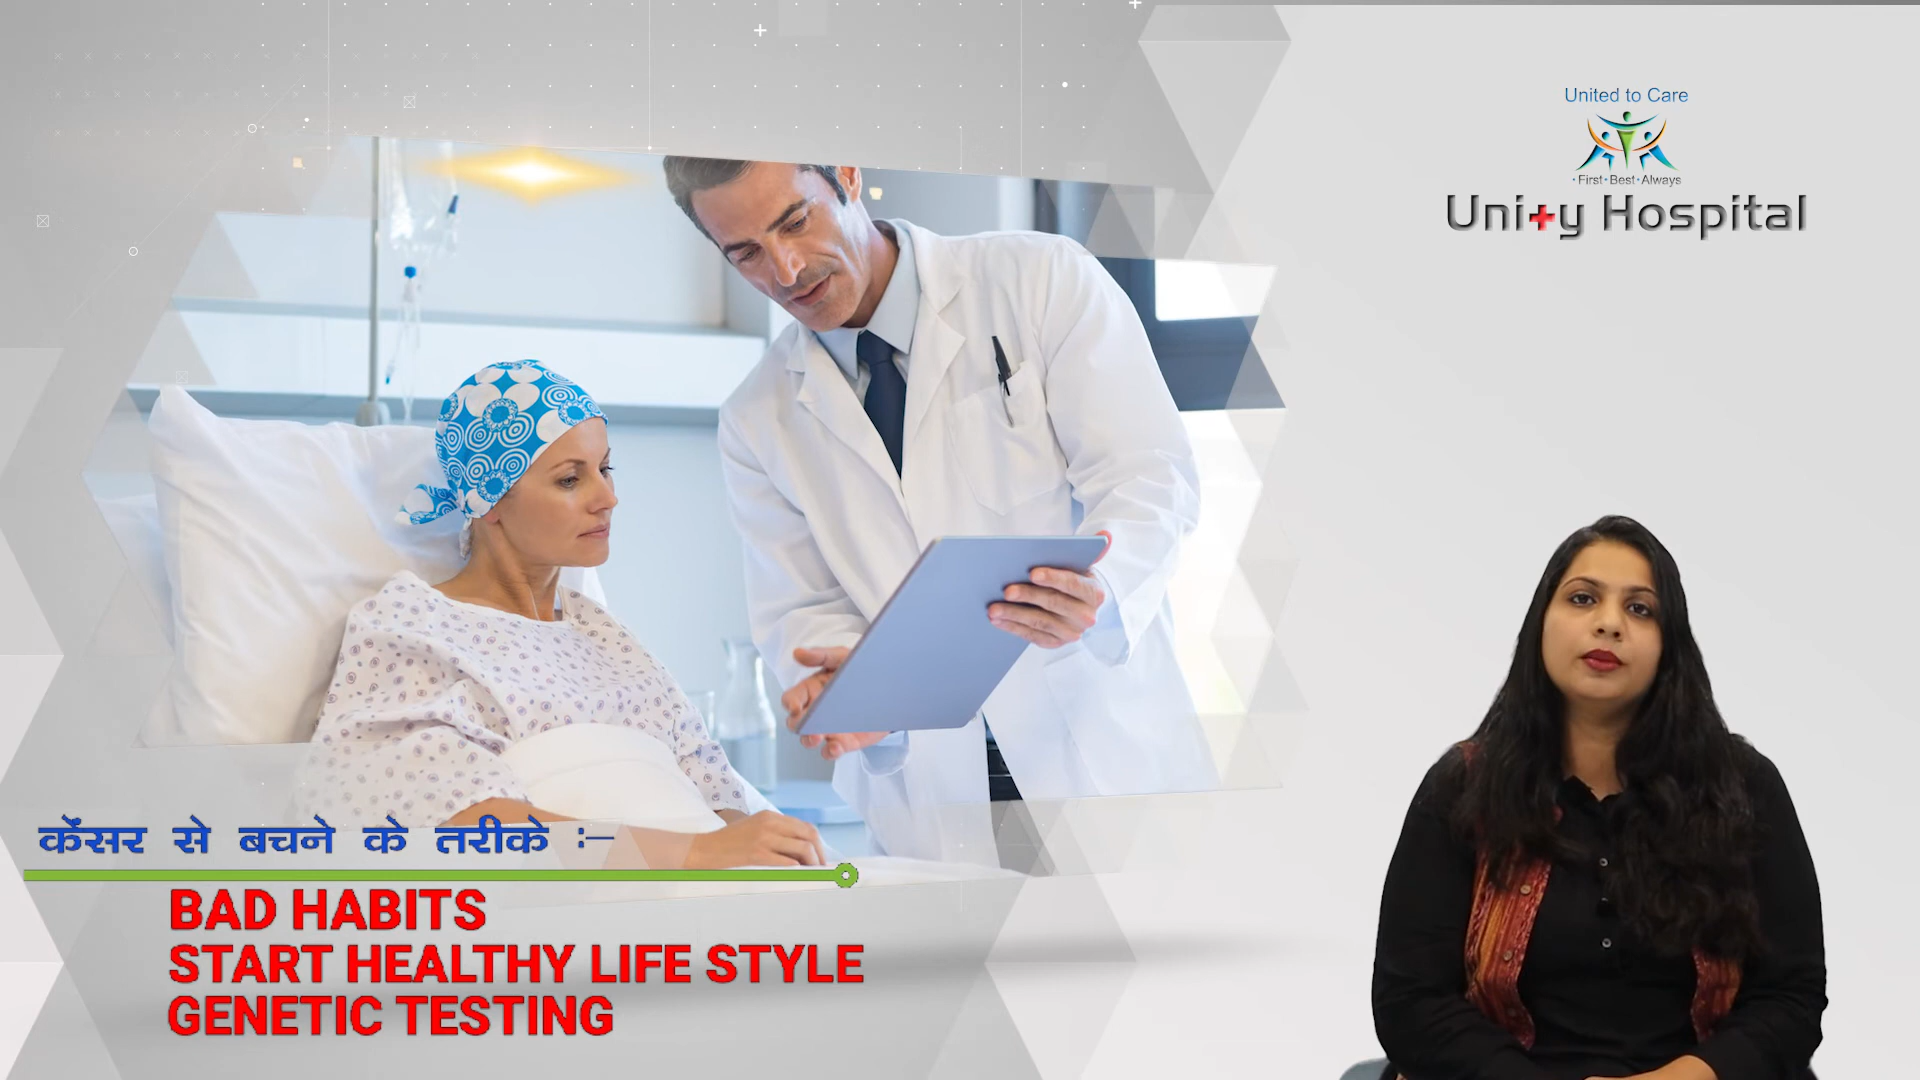 United to Care
•First•Best•Always
Unity Hospital
कॅंसर से बचने के तरीके :–
BAD HABITS
START HEALTHY LIFE STYLE
GENETIC TESTING